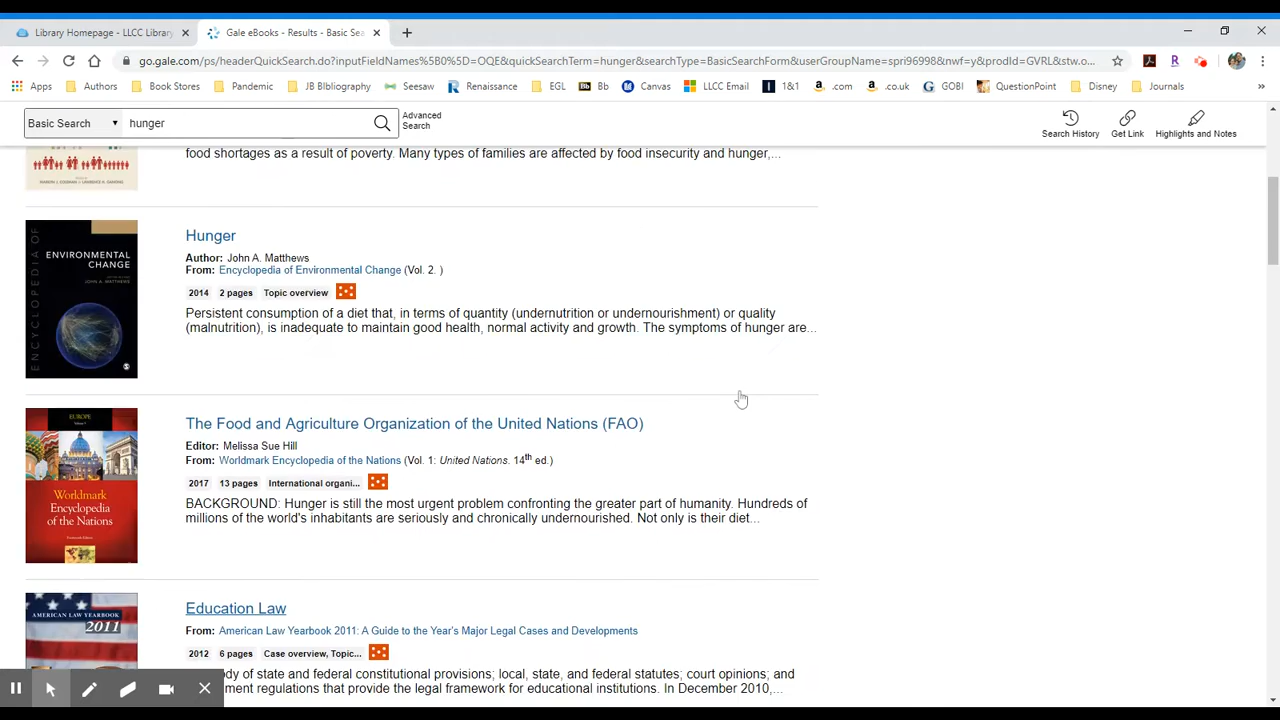 Library Homepage - LLCC Library
Gale eBooks - Results - Basic Sea
go.gale.com/ps/headerQuickSearch.do?inputFieldNames%5B0%5D=OQE&quickSearchTerm=hunger&searchType=BasicSearchForm&userGroupName=spri96998&nwf=y&prodId=GVRL&stw.o...
Apps Authors Book Stores Pandemic JB BIbliography Seesaw Renaissance EGL Bb Canvas LLCC Email 1&1 .com .co.uk GOBI QuestionPoint Disney Journals
Basic Search hunger Advanced Search
Search History Get Link Highlights and Notes
food shortages as a result of poverty. Many types of families are affected by food insecurity and hunger,...
ENCYCLOPEDIA OF
ENVIRONMENTAL
CHANGE
Hunger
Author: John A. Matthews
From: Encyclopedia of Environmental Change (Vol. 2. )
2014 2 pages Topic overview
Persistent consumption of a diet that, in terms of quantity (undernutrition or undernourishment) or quality
(malnutrition), is inadequate to maintain good health, normal activity and growth. The symptoms of hunger are...
EUROPE
Worldmark
Encyclopedia
of the Nations
The Food and Agriculture Organization of the United Nations (FAO)
Editor: Melissa Sue Hill
From: Worldmark Encyclopedia of the Nations (Vol. 1: United Nations. 14th ed.)
2017 13 pages International organi...
BACKGROUND: Hunger is still the most urgent problem confronting the greater part of humanity. Hundreds of
millions of the world's inhabitants are seriously and chronically undernourished. Not only is their diet...
AMERICAN LAW YEARBOOK
2011
Education Law
From: American Law Yearbook 2011: A Guide to the Year's Major Legal Cases and Developments
2012 6 pages Case overview, Topic...
ody of state and federal constitutional provisions; local, state, and federal statutes; court opinions; and
ment regulations that provide the legal framework for educational institutions. In December 2010,...